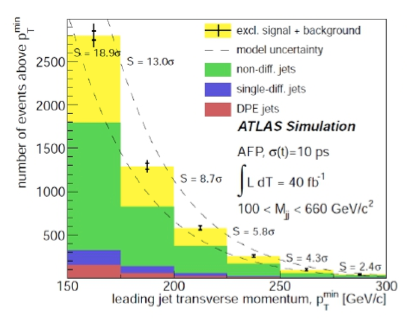 number of events above p_T^min
2500
2000
1500
1000
500
150
200
250
300
leading jet transverse momentum, p_T^min [GeV/c]
excl. signal + background
model uncertainty
non-diff. jets
single-diff. jets
DPE jets
ATLAS Simulation
AFP, σ(t)=10 ps
∫L dT = 40 fb⁻¹
100 < M_jj < 660 GeV/c²
S = 18.9σ
S = 13.0σ
S = 8.7σ
S = 5.8σ
S = 4.3σ
S = 2.4σ